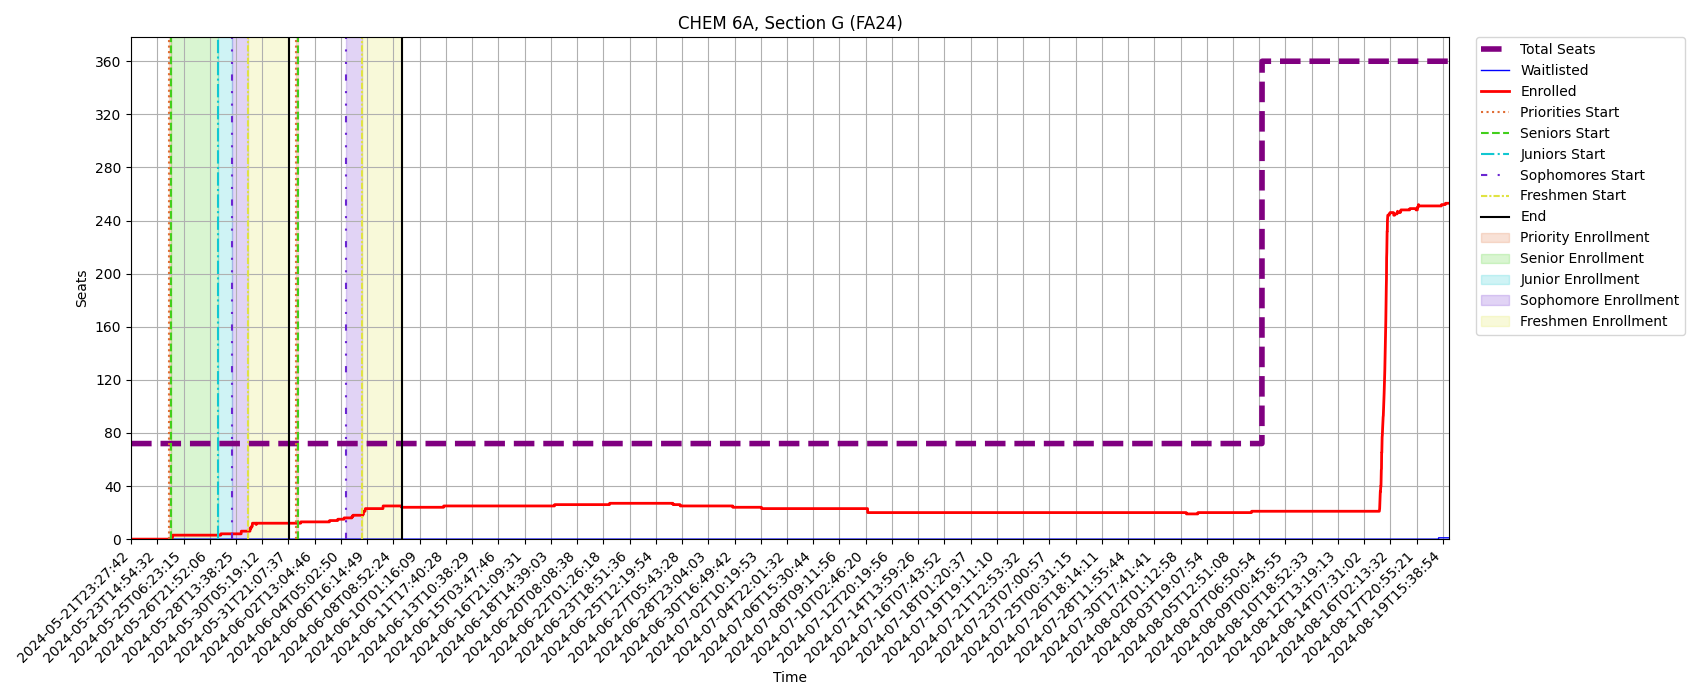 CHEM 6A, Section G (FA24)
Seats
360
320
280
240
200
160
120
80
40
0
2024-05-21T23:27:42
2024-05-23T14:54:32
2024-05-25T06:23:15
2024-05-26T21:52:06
2024-05-28T13:38:25
2024-05-30T05:19:12
2024-05-31T21:07:37
2024-06-02T13:04:46
2024-06-04T05:02:50
2024-06-06T16:14:49
2024-06-08T08:52:24
2024-06-10T01:16:09
2024-06-11T17:40:28
2024-06-13T10:38:29
2024-06-15T03:47:46
2024-06-16T21:09:31
2024-06-18T14:39:03
2024-06-20T08:08:38
2024-06-22T01:26:18
2024-06-23T18:51:36
2024-06-25T12:19:54
2024-06-27T05:43:28
2024-06-28T23:04:03
2024-06-30T16:49:42
2024-07-02T10:19:53
2024-07-04T22:01:32
2024-07-06T15:30:44
2024-07-08T09:11:56
2024-07-10T02:46:20
2024-07-12T20:19:56
2024-07-14T13:59:26
2024-07-16T07:43:52
2024-07-18T01:20:37
2024-07-19T19:11:10
2024-07-21T12:53:32
2024-07-23T07:00:57
2024-07-25T00:31:15
2024-07-26T18:14:11
2024-07-28T11:55:44
2024-07-30T17:41:41
2024-08-02T01:12:58
2024-08-03T19:07:54
2024-08-05T12:51:08
2024-08-07T06:50:54
2024-08-09T00:45:55
2024-08-10T18:52:33
2024-08-12T13:19:13
2024-08-14T07:31:02
2024-08-16T02:13:32
2024-08-17T20:55:21
2024-08-19T15:38:54
Time
Total Seats
Waitlisted
Enrolled
Priorities Start
Seniors Start
Juniors Start
Sophomores Start
Freshmen Start
End
Priority Enrollment
Senior Enrollment
Junior Enrollment
Sophomore Enrollment
Freshmen Enrollment